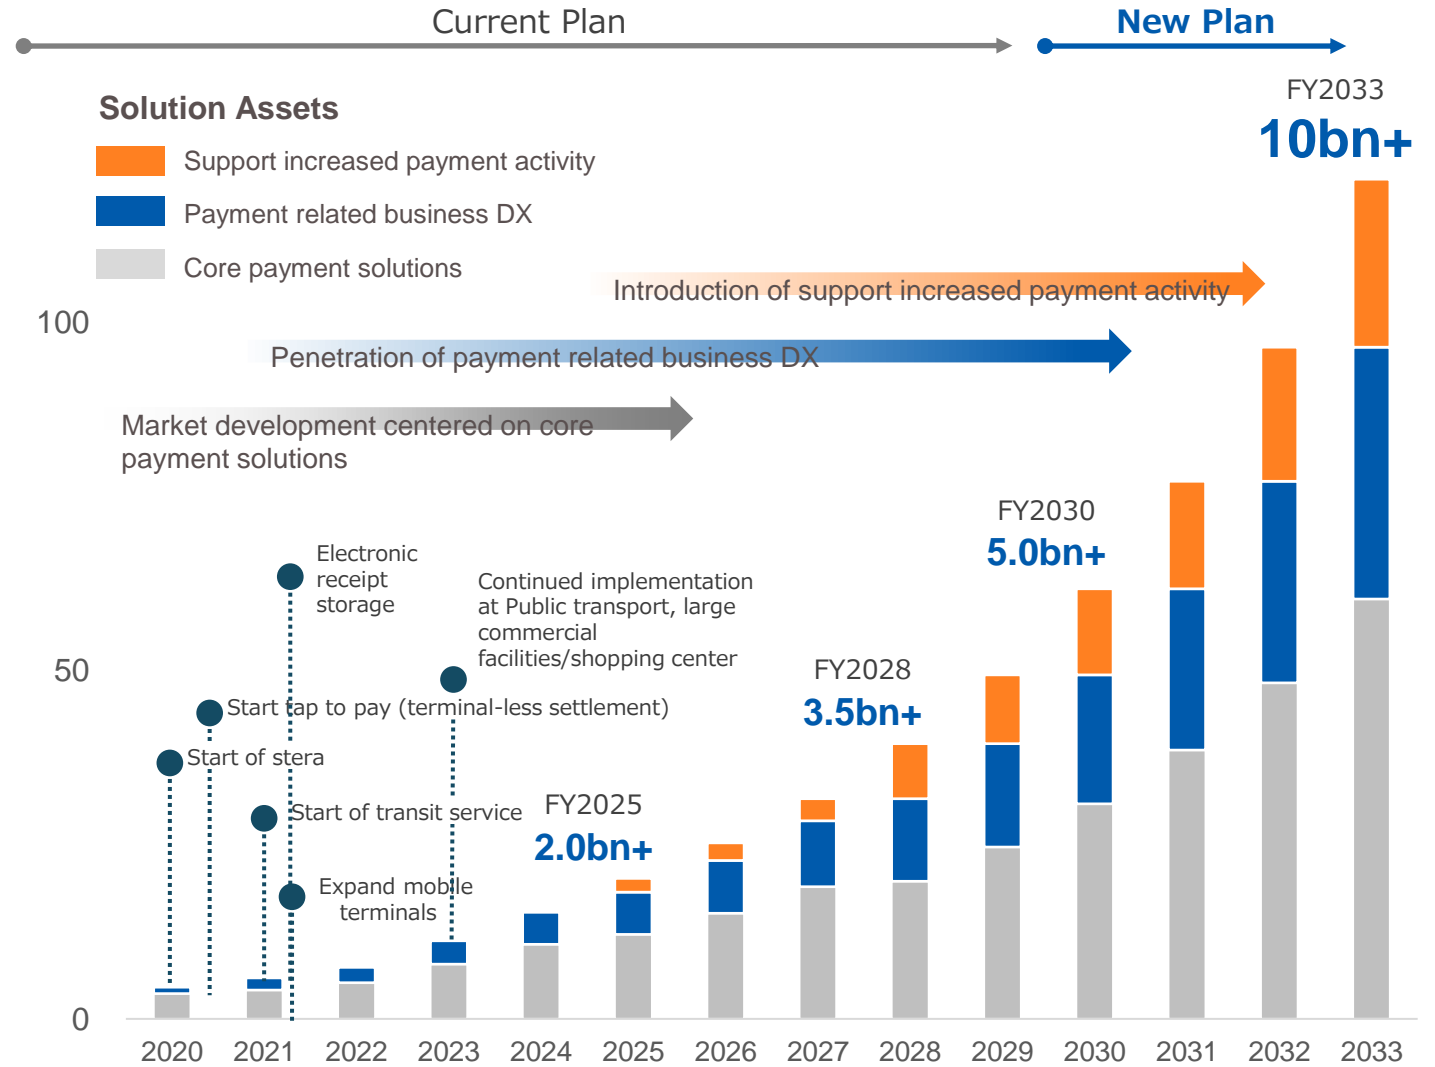 Current Plan
New Plan
FY2033
10bn+
Solution Assets
Support increased payment activity
Payment related business DX
Core payment solutions
Introduction of support increased payment activity
100
Penetration of payment related business DX
Market development centered on core
payment solutions
FY2030
5.0bn+
Electronic
receipt
storage
Continued implementation
at Public transport, large
commercial
facilities/shopping center
50
FY2028
3.5bn+
Start tap to pay (terminal-less settlement)
Start of stera
Start of transit service
FY2025
2.0bn+
Expand mobile
terminals
0
2020 2021 2022 2023 2024 2025 2026 2027 2028 2029 2030 2031 2032 2033